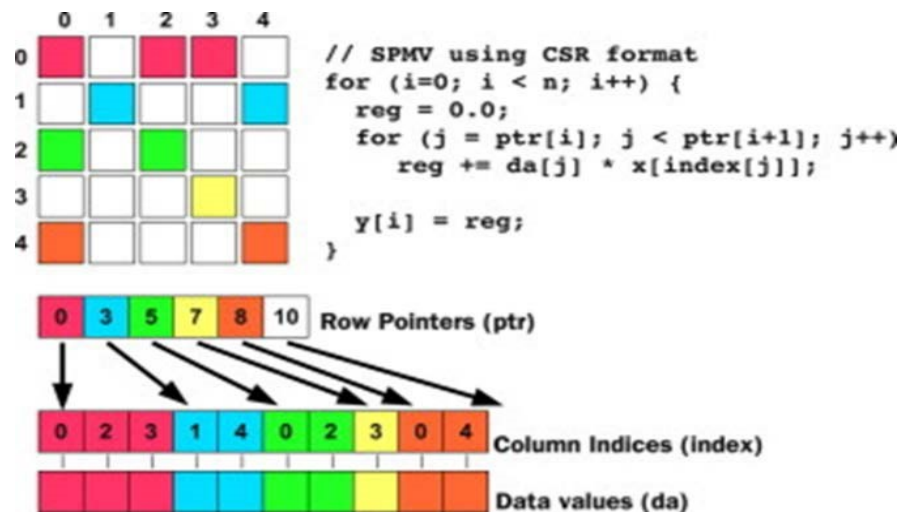 0 1 2 3 4
0
1
2
3
4
// SPMV using CSR format
for (i=0; i < n; i++) {
reg = 0.0;
for (j = ptr[i]; j < ptr[i+1]; j++)
reg += da[j] * x[index[j]];
y[i] = reg;
}
0 3 5 7 8 10 Row Pointers (ptr)
0 2 3 1 4 0 2 3 0 4 Column Indices (index)
Data values (da)